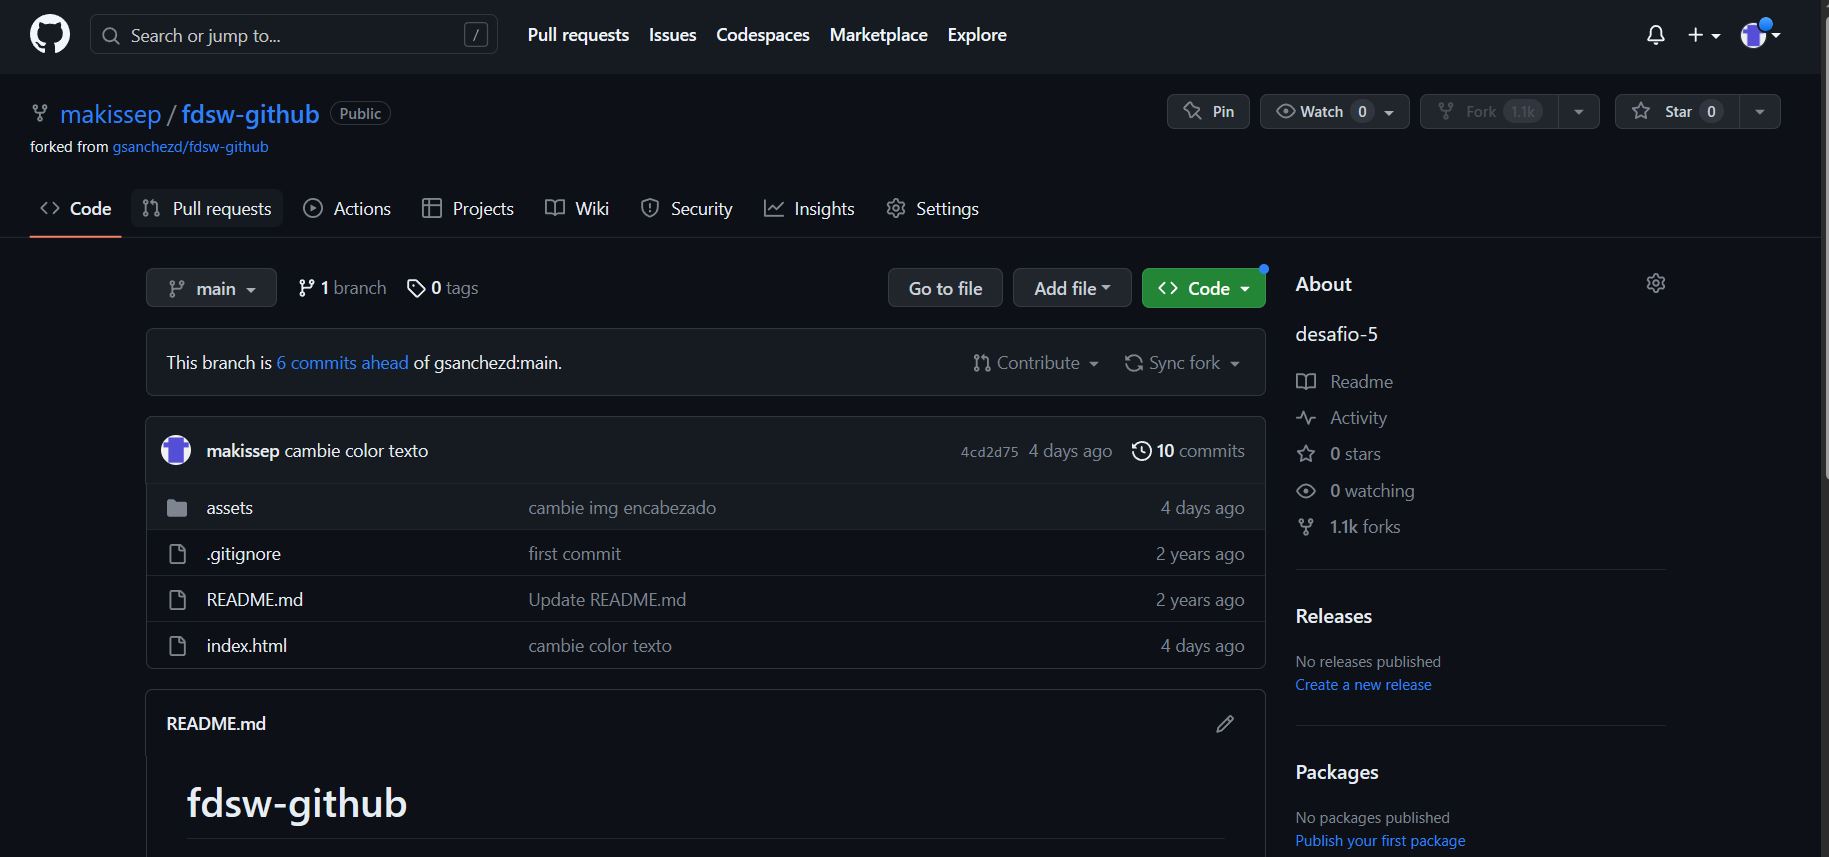 Search or jump to... / Pull requests Issues Codespaces Marketplace Explore
makissep / fdsw-github Public
Pin Watch 0 Fork 1.1k Star 0
forked from gsanchezd/fdsw-github
Code Pull requests Actions Projects Wiki Security Insights Settings
main 1 branch 0 tags Go to file Add file Code
This branch is 6 commits ahead of gsanchezd:main. Contribute Sync fork
makissep cambie color texto 4cd2d75 4 days ago 10 commits
assets cambie img encabezado 4 days ago
.gitignore first commit 2 years ago
README.md Update README.md 2 years ago
index.html cambie color texto 4 days ago
README.md
fdsw-github
About
desafio-5
Readme
Activity
0 stars
0 watching
1.1k forks
Releases
No releases published
Create a new release
Packages
No packages published
Publish your first package